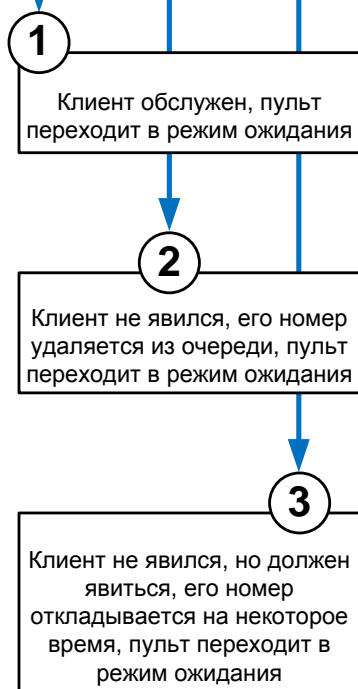 1
Клиент обслужен, пульт
переходит в режим ожидания
2
Клиент не явился, его номер
удаляется из очереди, пульт
переходит в режим ожидания
3
Клиент не явился, но должен
явиться, его номер
откладывается на некоторое
время, пульт переходит в
режим ожидания